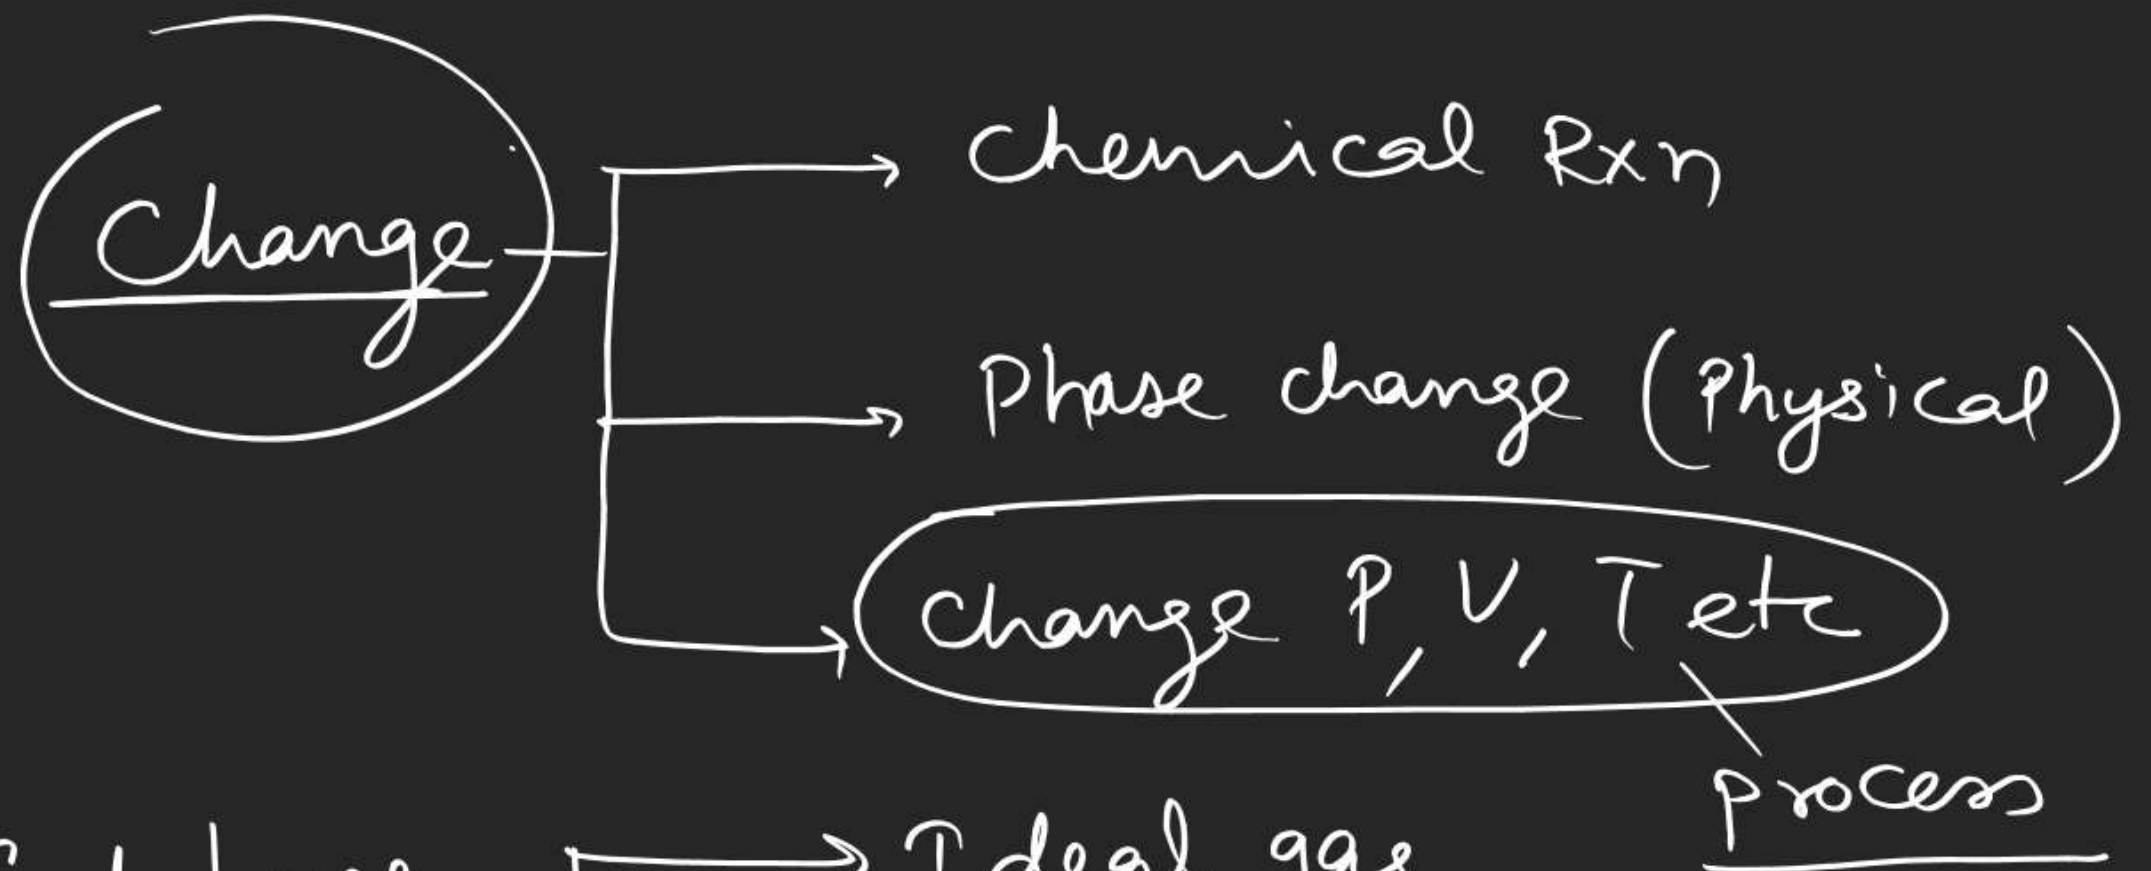 Chemical Rxn
Change
Phase change (Physical)
change P, V, T etc
process
Ideal gas